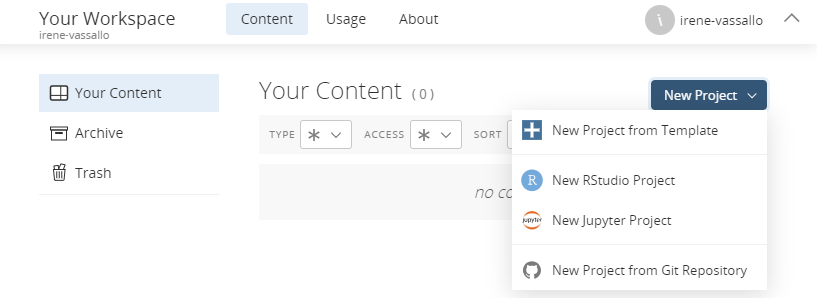 Your Workspace
irene-vassallo
Content Usage About
i irene-vassallo
Your Content
Archive
Trash
Your Content (0)
New Project
TYPE * ACCESS * SORT
no co
New Project from Template
R New RStudio Project
jupyter New Jupyter Project
New Project from Git Repository